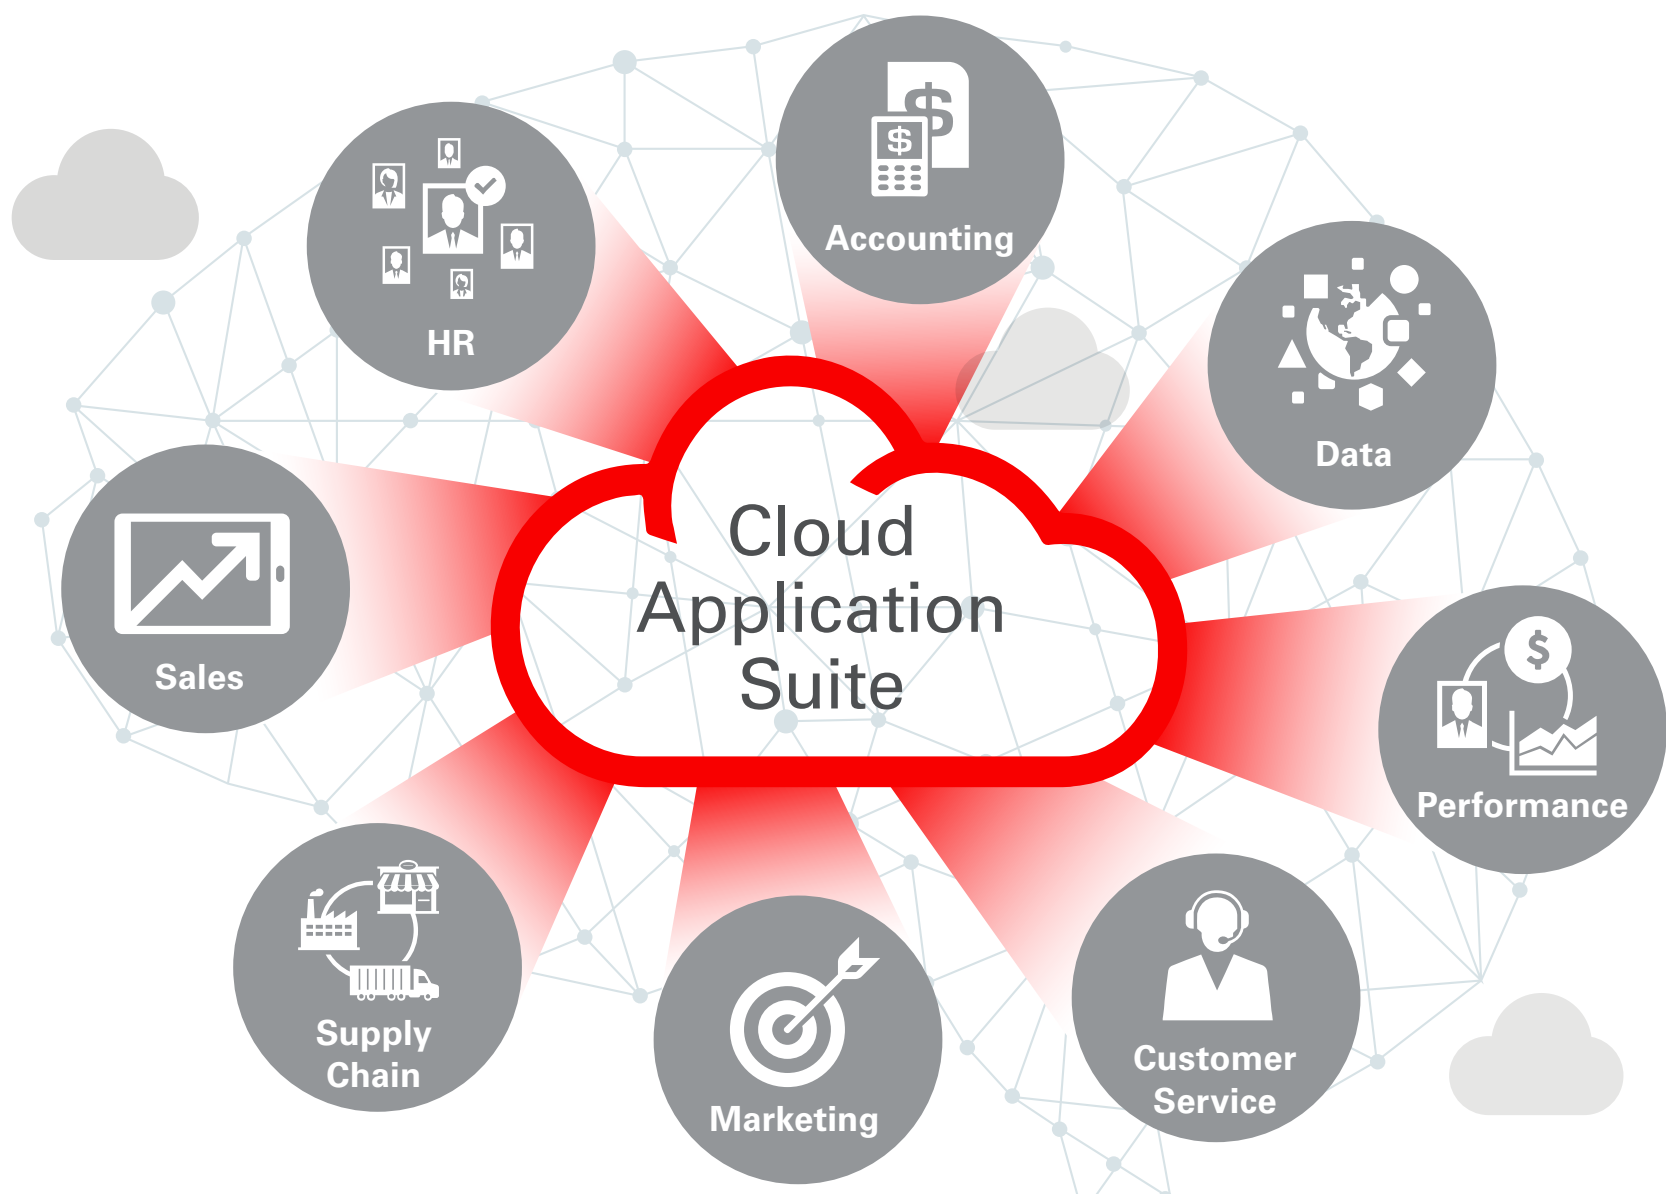 $
$
Accounting
HR
Data
Cloud
Application
Suite
Sales
$
Performance
Supply
Chain
Customer
Service
Marketing